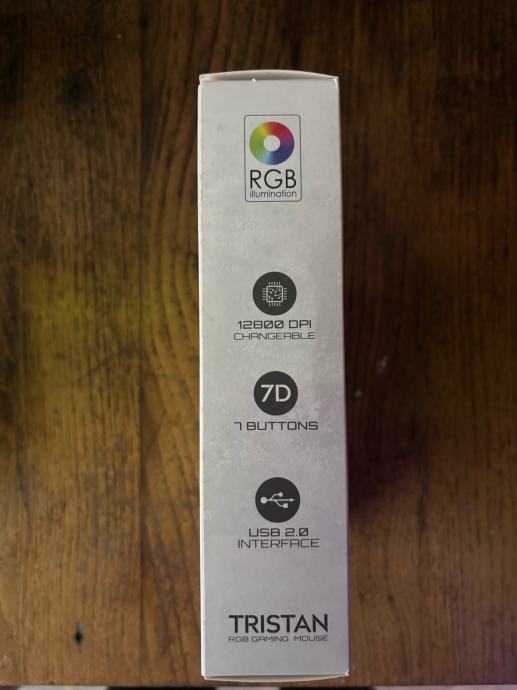 RGB
illumination
12800 DPI
CHANGEABLE
7D
7 BUTTONS
USB 2.0
INTERFACE
TRISTAN
RGB GAMING MOUSE